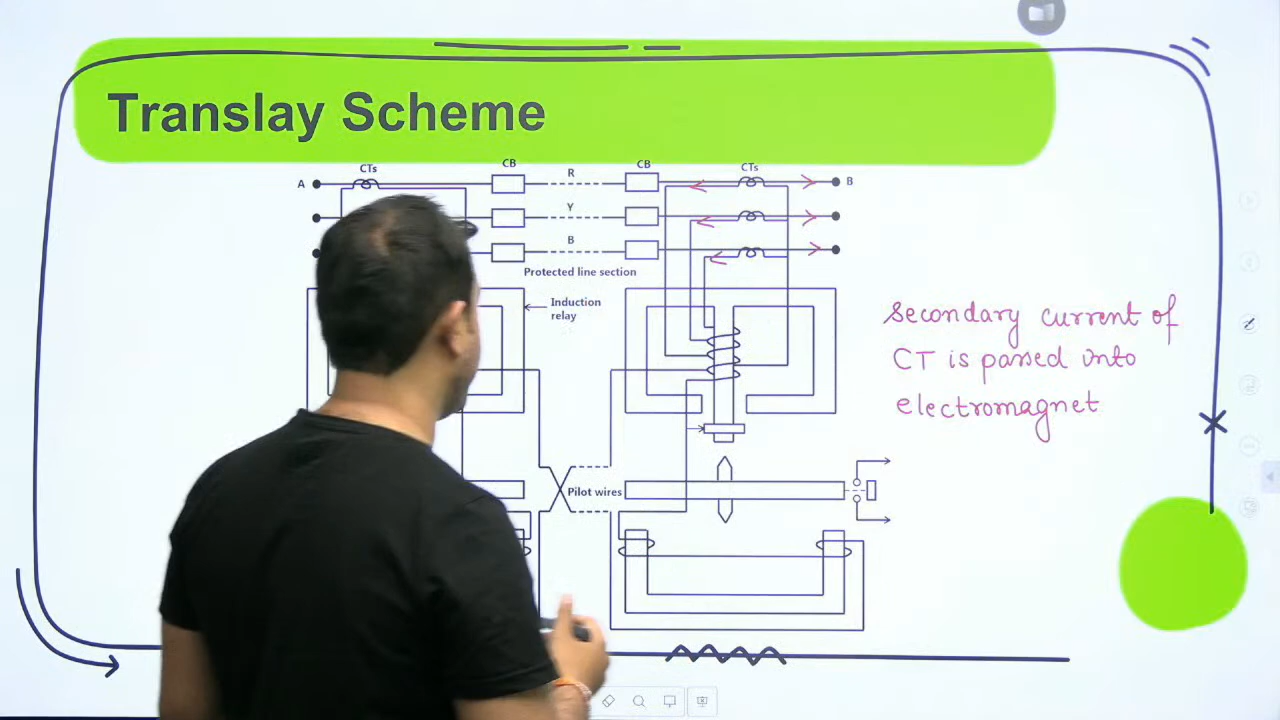 Translay Scheme
CTs CB CB CTs
A R B
Y
B
Protected line section
Induction
relay
Secondary current of
CT is passed into
electromagnet
Pilot wires